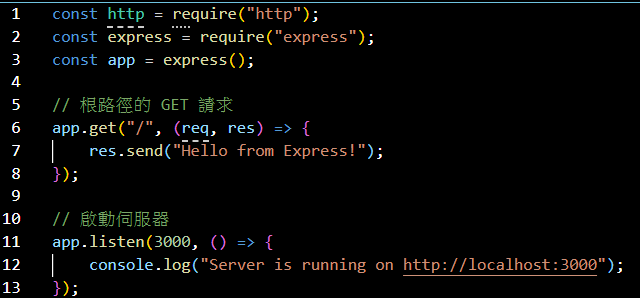 1 const http = require("http");
2 const express = require("express");
3 const app = express();
4
5 // 根路徑的 GET 請求
6 app.get("/", (req, res) => {
7     res.send("Hello from Express!");
8 });
9
10 // 啟動伺服器
11 app.listen(3000, () => {
12     console.log("Server is running on http://localhost:3000");
13 });